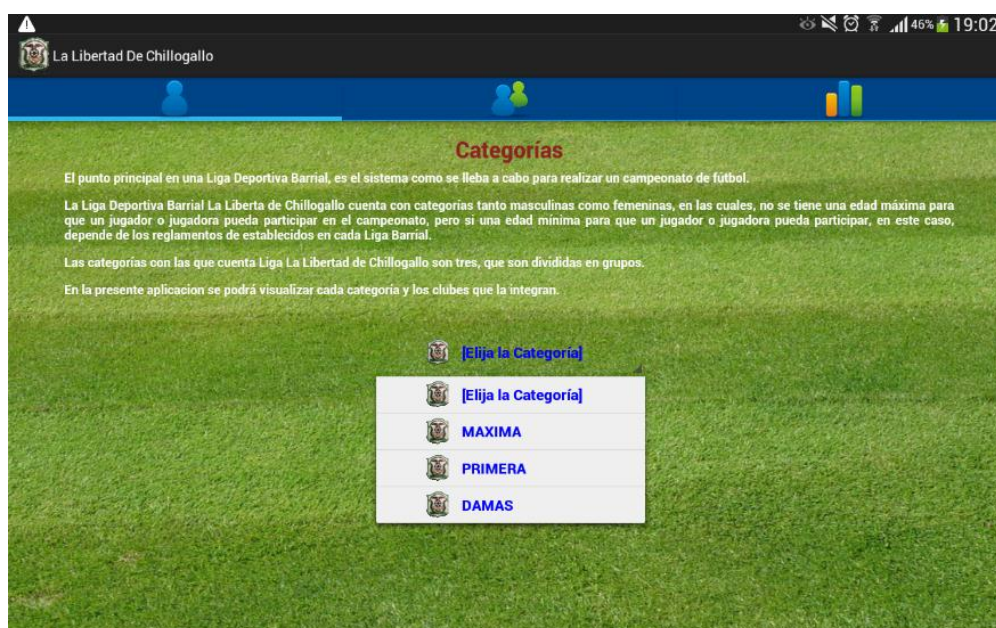 46% 19:02
La Libertad De Chillogallo
Categorías
El punto principal en una Liga Deportiva Barrial, es el sistema como se lleba a cabo para realizar un campeonato de fútbol.
La Liga Deportiva Barrial La Liberta de Chillogallo cuenta con categorias tanto masculinas como femeninas, en las cuales, no se tiene una edad máxima para
que un jugador o jugadora pueda participar en el campeonato, pero si una edad minima para que un jugador o jugadora pueda participar, en este caso,
depende de los reglamentos de establecidos en cada Liga Barrial.
Las categorias con las que cuenta Liga La Libertad de Chillogallo son tres, que son divididas en grupos.
En la presente aplicacion se podrá visualizar cada categoria y los clubes que la integran.
[Elija la Categoría]
[Elija la Categoría]
MAXIMA
PRIMERA
DAMAS